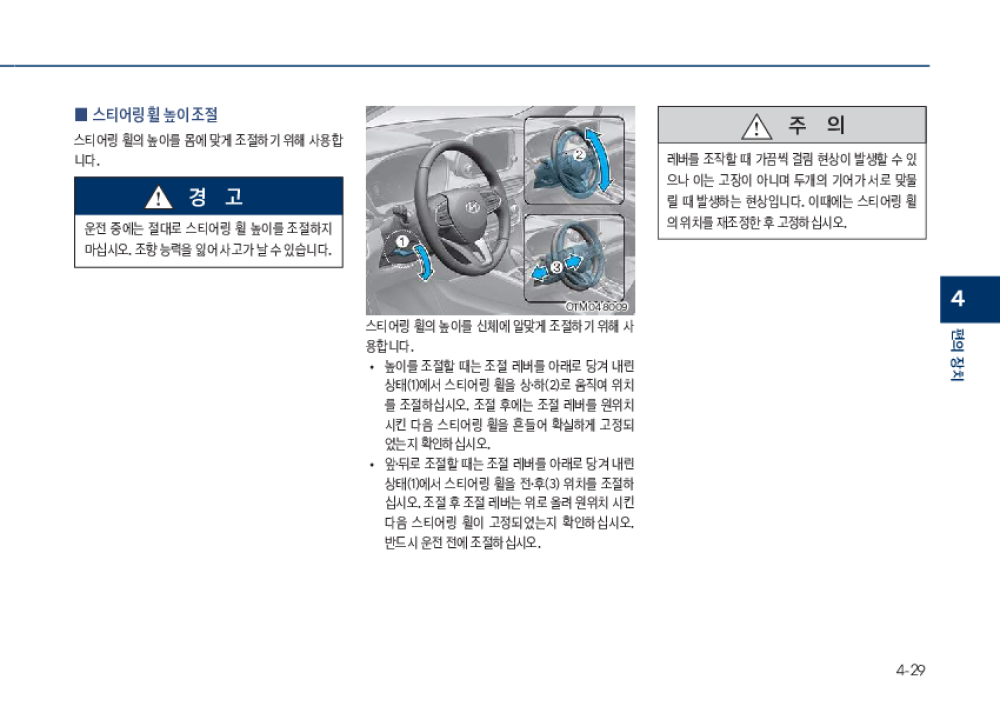 ■ 스티어링 휠 높이 조절
스티어링 휠의 높이를 몸에 맞게 조절하기 위해 사용합
니다.
경 고
운전 중에는 절대로 스티어링 휠 높이를 조절하지
마십시오. 조향 능력을 잃어 사고가 날 수 있습니다.
1
2
3
OTM048009
스티어링 휠의 높이를 신체에 알맞게 조절하기 위해 사
용합니다.
• 높이를 조절할 때는 조절 레버를 아래로 당겨 내린
상태(1)에서 스티어링 휠을 상·하(2)로 움직여 위치
를 조절하십시오. 조절 후에는 조절 레버를 원위치
시킨 다음 스티어링 휠을 흔들어 확실하게 고정되
었는지 확인하십시오.
• 앞·뒤로 조절할 때는 조절 레버를 아래로 당겨 내린
상태(1)에서 스티어링 휠을 전·후(3) 위치를 조절하
십시오. 조절 후 조절 레버는 위로 올려 원위치 시킨
다음 스티어링 휠이 고정되었는지 확인하십시오.
반드시 운전 전에 조절하십시오.
주 의
레버를 조작할 때 가끔씩 걸림 현상이 발생할 수 있
으나 이는 고장이 아니며 두개의 기어가 서로 맞물
릴 때 발생하는 현상입니다. 이때에는 스티어링 휠
의 위치를 재조정한 후 고정하십시오.
4
편의 장치
4-29